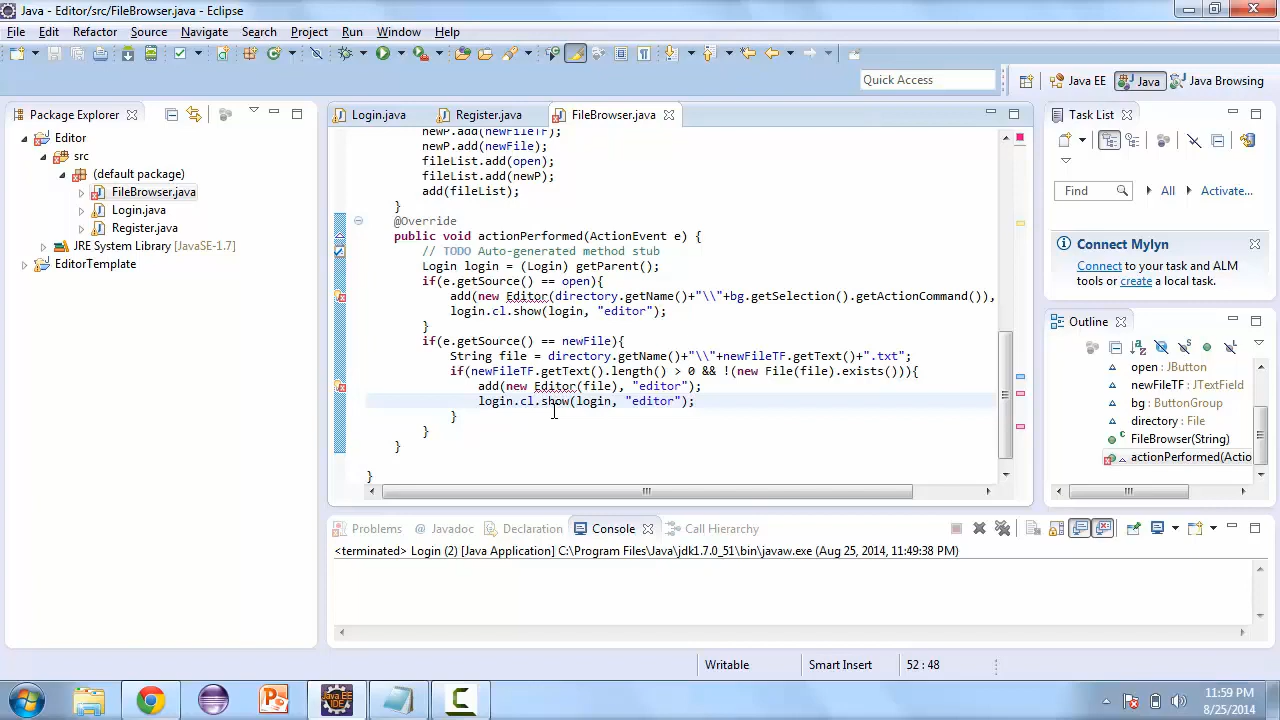 Java - Editor/src/FileBrowser.java - Eclipse
File Edit Refactor Source Navigate Search Project Run Window Help
Quick Access
Java EE
Java
Java Browsing
Package Explorer
Editor
src
(default package)
FileBrowser.java
Login.java
Register.java
JRE System Library [JavaSE-1.7]
EditorTemplate
Login.java
Register.java
FileBrowser.java
newP.add(newFileTF);
newP.add(newFile);
fileList.add(open);
fileList.add(newP);
add(fileList);
}
@Override
public void actionPerformed(ActionEvent e) {
// TODO Auto-generated method stub
Login login = (Login) getParent();
if(e.getSource() == open){
add(new Editor(directory.getName()+"\\"+bg.getSelection().getActionCommand()),
login.cl.show(login, "editor");
}
if(e.getSource() == newFile){
String file = directory.getName()+"\\"+newFileTF.getText()+".txt";
if(newFileTF.getText().length() > 0 && !(new File(file).exists())){
add(new Editor(file), "editor");
login.cl.show(login, "editor");
}
}
}
}
Task List
Find
All
Activate...
Connect Mylyn
Connect to your task and ALM
tools or create a local task.
Outline
open : JButton
newFileTF : JTextField
bg : ButtonGroup
directory : File
FileBrowser(String)
actionPerformed(Actio
Problems
Javadoc
Declaration
Console
Call Hierarchy
<terminated> Login (2) [Java Application] C:\Program Files\Java\jdk1.7.0_51\bin\javaw.exe (Aug 25, 2014, 11:49:38 PM)
Writable
Smart Insert
52 : 48
Java EE
IDE
11:59 PM
8/25/2014